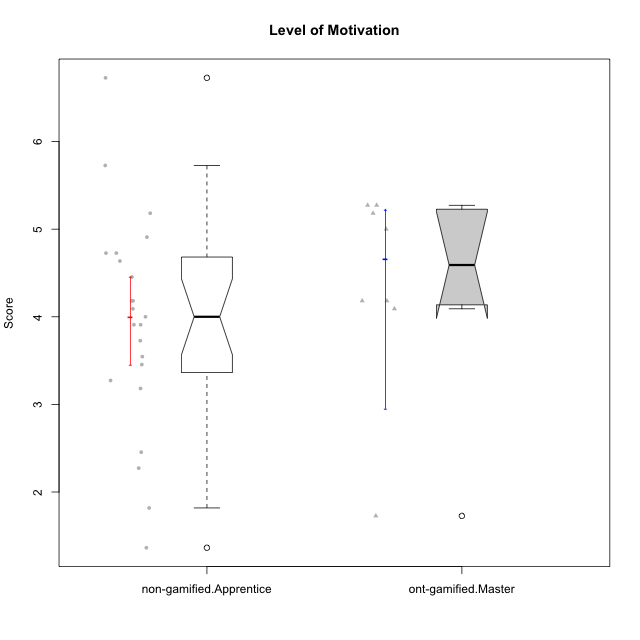 Level of Motivation
Score
6
5
4
3
2
non-gamified.Apprentice
ont-gamified.Master